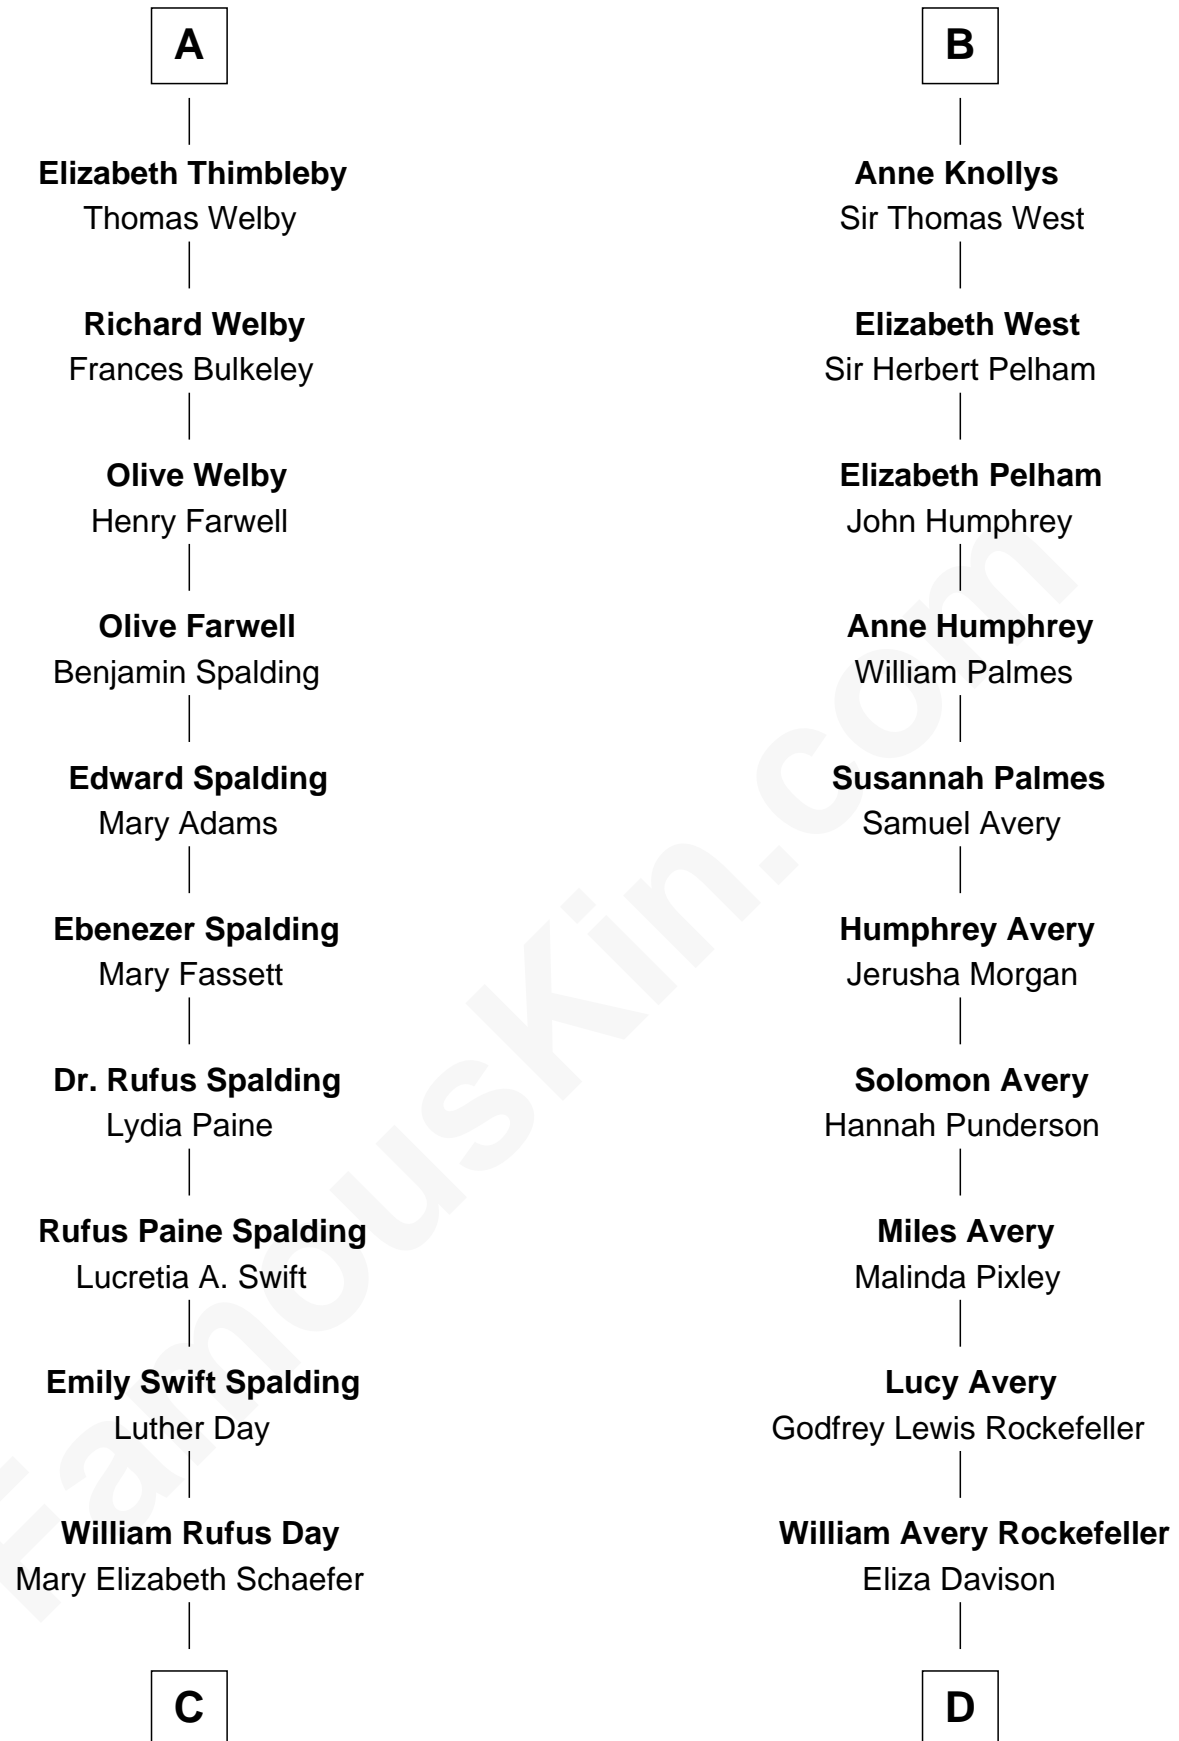 A
Elizabeth Thimbleby
Thomas Welby
Richard Welby
Frances Bulkeley
Olive Welby
Henry Farwell
Olive Farwell
Benjamin Spalding
Edward Spalding
Mary Adams
Ebenezer Spalding
Mary Fassett
Dr. Rufus Spalding
Lydia Paine
Rufus Paine Spalding
Lucretia A. Swift
Emily Swift Spalding
Luther Day
William Rufus Day
Mary Elizabeth Schaefer
C
B
Anne Knollys
Sir Thomas West
Elizabeth West
Sir Herbert Pelham
Elizabeth Pelham
John Humphrey
Anne Humphrey
William Palmes
Susannah Palmes
Samuel Avery
Humphrey Avery
Jerusha Morgan
Solomon Avery
Hannah Punderson
Miles Avery
Malinda Pixley
Lucy Avery
Godfrey Lewis Rockefeller
William Avery Rockefeller
Eliza Davison
D
FamousKin.com